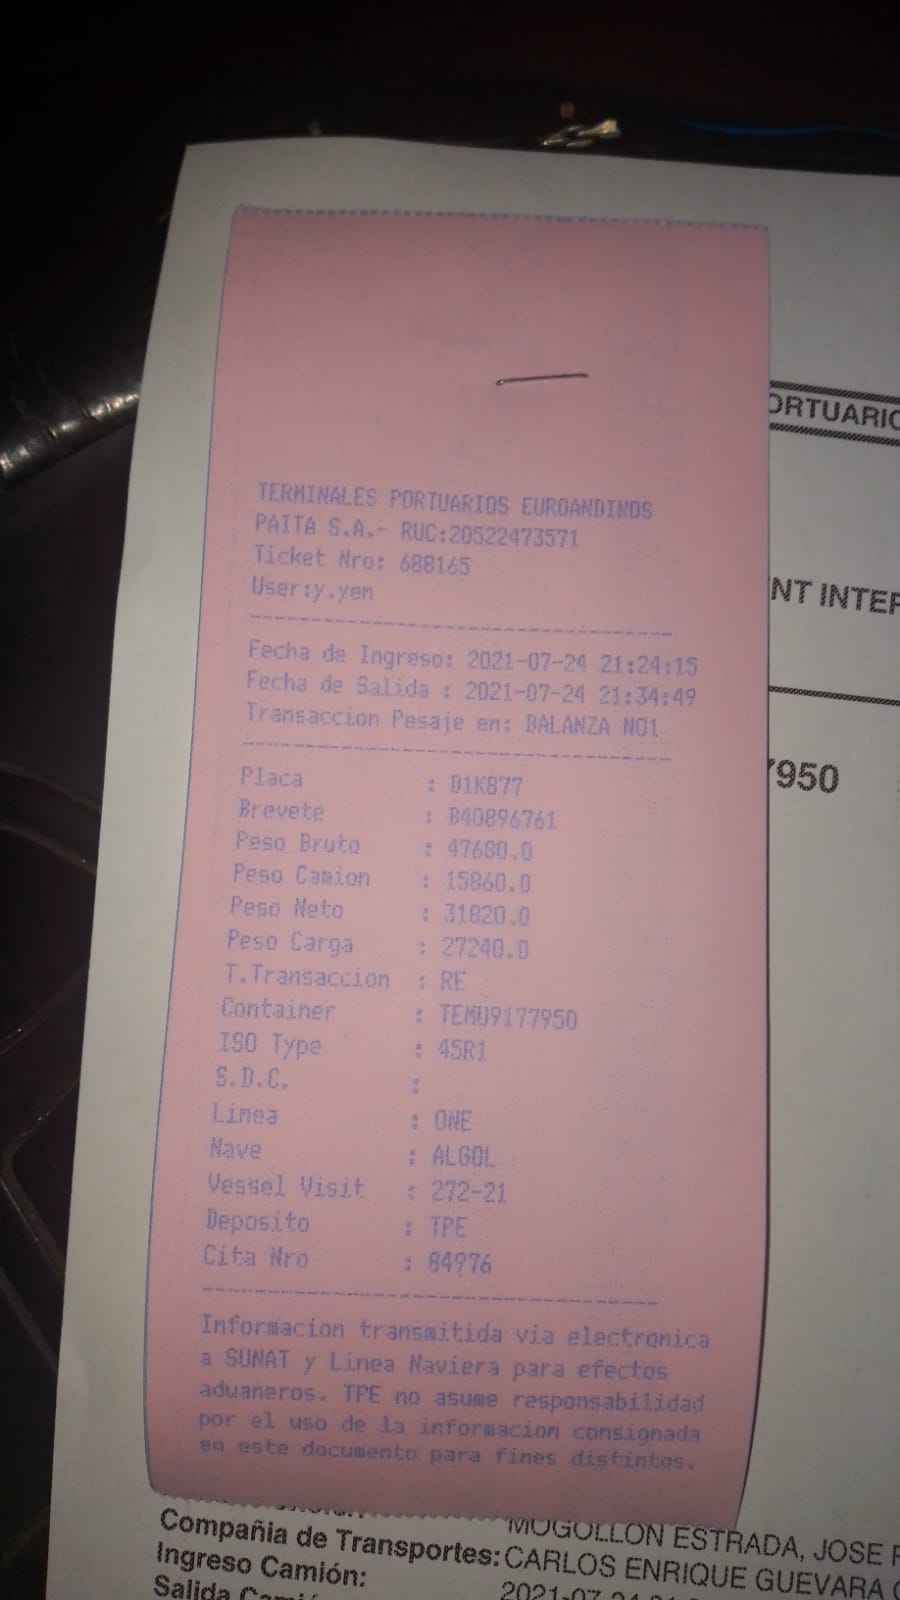 TERMINALES PORTUARIOS EUROANDINOS
PAITA S.A.- RUC:20522473571
Ticket Nro: 688165
User:y.yen
Fecha de Ingreso: 2021-07-24 21:24:15
Fecha de Salida : 2021-07-24 21:34:49
Transaccion Pesaje en: BALANZA NO1
Placa : D1K877
Brevete : B40896761
Peso Bruto : 47680.0
Peso Camion : 15860.0
Peso Neto : 31820.0
Peso Carga : 27240.0
T.Transaccion : RE
Container : TEMU9177950
ISO Type : 45R1
S.D.C. :
Linea : ONE
Nave : ALGOL
Vessel Visit : 272-21
Deposito : TPE
Cita Nro : 84976
Informacion transmitida via electronica
a SUNAT y Linea Naviera para efectos
aduaneros. TPE no asume responsabilidad
por el uso de la informacion consignada
en este documento para fines distintos.
ORTUARIO
NT INTER
7950
MOGOLLON ESTRADA, JOSE
Compañia de Transportes: CARLOS ENRIQUE GUEVARA
Ingreso Camión:
Salida